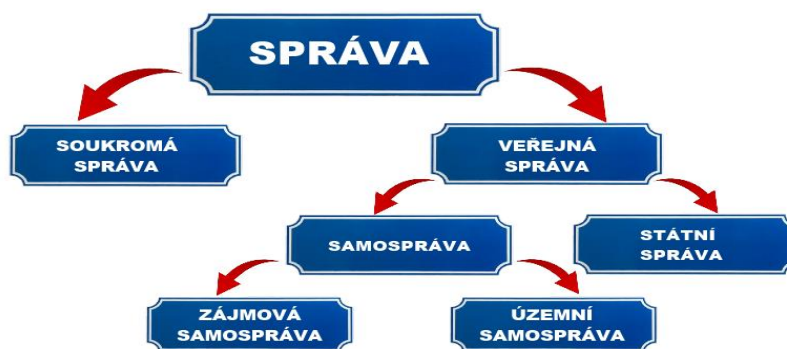 SPRÁVA
SOUKROMÁ
SPRÁVA
VEŘEJNÁ
SPRÁVA
SAMOSPRÁVA
STÁTNÍ
SPRÁVA
ZÁJMOVÁ
SAMOSPRÁVA
ÚZEMNÍ
SAMOSPRÁVA